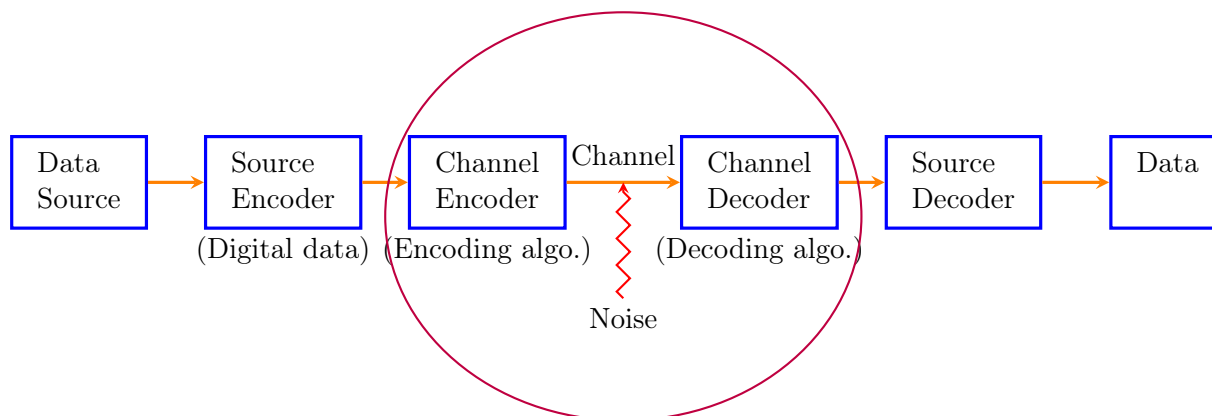 Data
Source
Source
Encoder
(Digital data)
Channel
Encoder
(Encoding algo.)
Channel
Noise
Channel
Decoder
(Decoding algo.)
Source
Decoder
Data